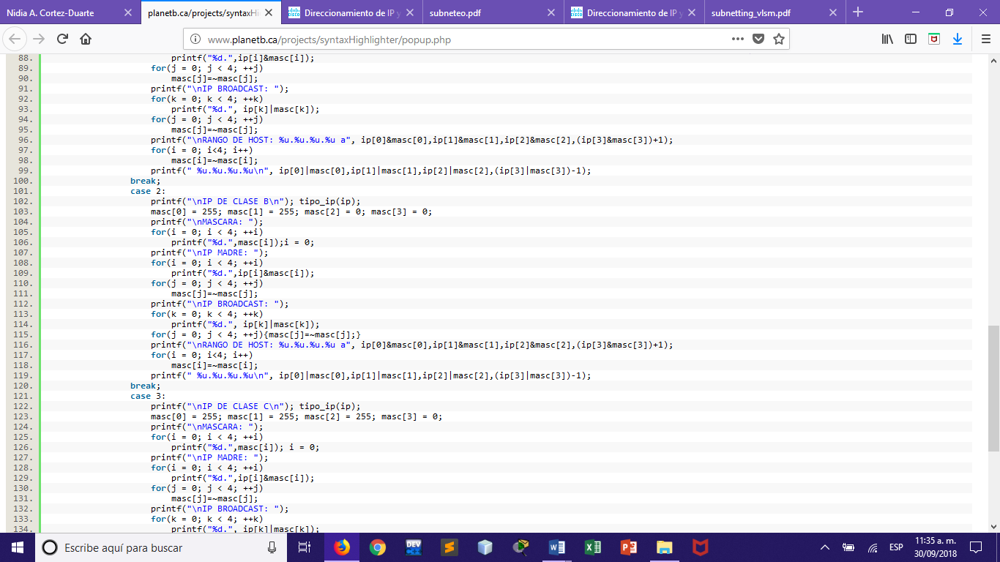 Nidia A. Cortez-Duarte
planetb.ca/projects/syntaxHi
Direccionamiento de IP y
subneteo.pdf
Direccionamiento de IP y
subnetting_vlsm.pdf
www.planetb.ca/projects/syntaxHighlighter/popup.php
88. printf("%d.",ip[i]&masc[i]);
89. for(j = 0; j < 4; ++j)
90. masc[j]=~masc[j];
91. printf("\nIP BROADCAST: ");
92. for(k = 0; k < 4; ++k)
93. printf("%d.", ip[k]|masc[k]);
94. for(j = 0; j < 4; ++j)
95. masc[j]=~masc[j];
96. printf("\nRANGO DE HOST: %u.%u.%u.%u a", ip[0]&masc[0],ip[1]&masc[1],ip[2]&masc[2],(ip[3]&masc[3])+1);
97. for(i = 0; i<4; i++)
98. masc[i]=~masc[i];
99. printf(" %u.%u.%u.%u\n", ip[0]|masc[0],ip[1]|masc[1],ip[2]|masc[2],(ip[3]|masc[3])-1);
100. break;
101. case 2:
102. printf("\nIP DE CLASE B\n"); tipo_ip(ip);
103. masc[0] = 255; masc[1] = 255; masc[2] = 0; masc[3] = 0;
104. printf("\nMASCARA: ");
105. for(i = 0; i < 4; ++i)
106. printf("%d.",masc[i]);i = 0;
107. printf("\nIP MADRE: ");
108. for(i = 0; i < 4; ++i)
109. printf("%d.",ip[i]&masc[i]);
110. for(j = 0; j < 4; ++j)
111. masc[j]=~masc[j];
112. printf("\nIP BROADCAST: ");
113. for(k = 0; k < 4; ++k)
114. printf("%d.", ip[k]|masc[k]);
115. for(j = 0; j < 4; ++j){masc[j]=~masc[j];}
116. printf("\nRANGO DE HOST: %u.%u.%u.%u a", ip[0]&masc[0],ip[1]&masc[1],ip[2]&masc[2],(ip[3]&masc[3])+1);
117. for(i = 0; i<4; i++)
118. masc[i]=~masc[i];
119. printf(" %u.%u.%u.%u\n", ip[0]|masc[0],ip[1]|masc[1],ip[2]|masc[2],(ip[3]|masc[3])-1);
120. break;
121. case 3:
122. printf("\nIP DE CLASE C\n"); tipo_ip(ip);
123. masc[0] = 255; masc[1] = 255; masc[2] = 255; masc[3] = 0;
124. printf("\nMASCARA: ");
125. for(i = 0; i < 4; ++i)
126. printf("%d.",masc[i]); i = 0;
127. printf("\nIP MADRE: ");
128. for(i = 0; i < 4; ++i)
129. printf("%d.",ip[i]&masc[i]);
130. for(j = 0; j < 4; ++j)
131. masc[j]=~masc[j];
132. printf("\nIP BROADCAST: ");
133. for(k = 0; k < 4; ++k)
134. printf("%d.", ip[k]|masc[k]);
Escribe aquí para buscar
DEV
ESP
11:35 a. m.
30/09/2018